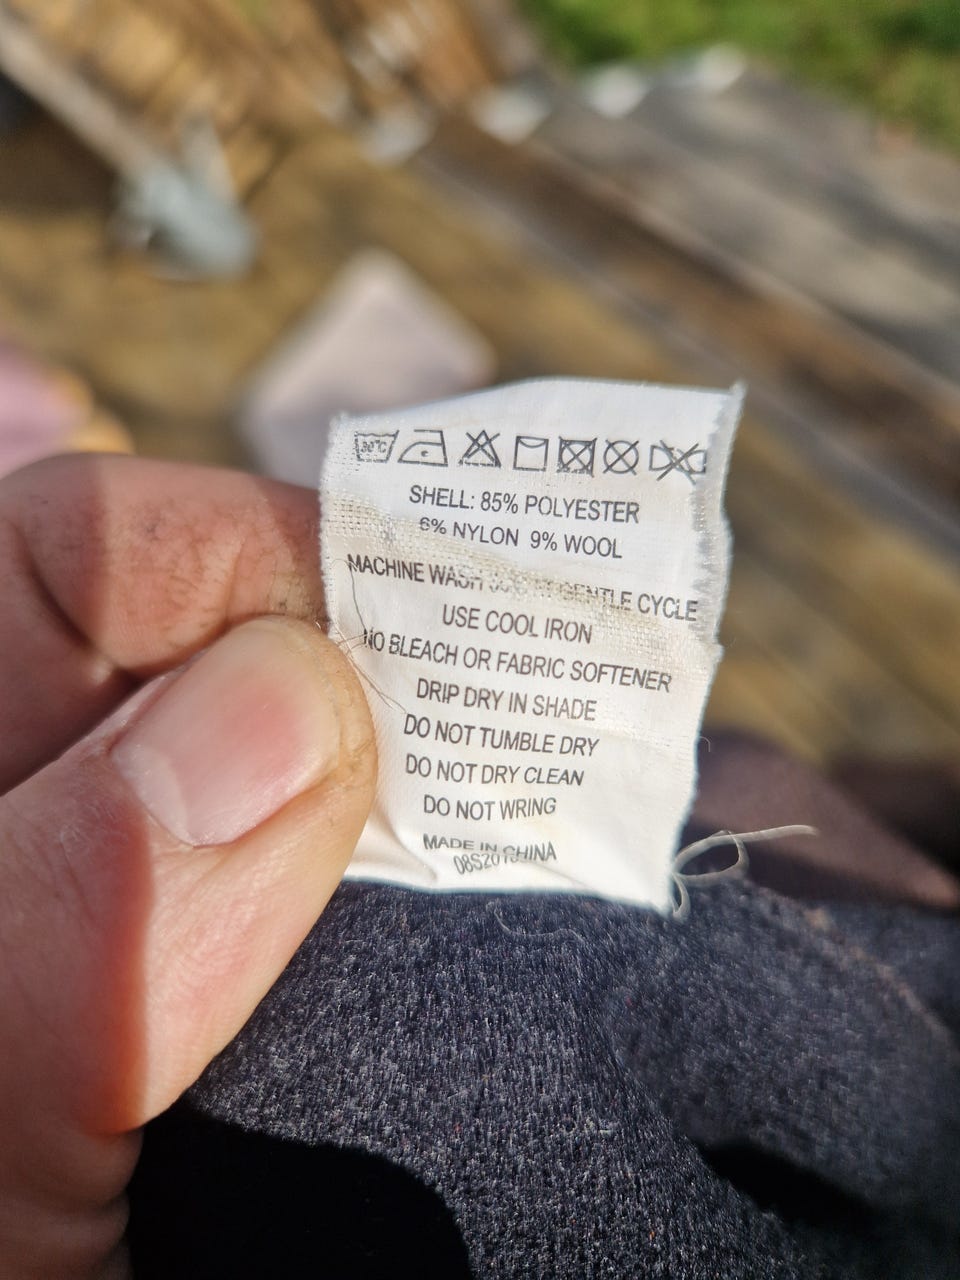 30°C
SHELL: 85% POLYESTER
6% NYLON 9% WOOL
MACHINE WASH GENTLE CYCLE
USE COOL IRON
NO BLEACH OR FABRIC SOFTENER
DRIP DRY IN SHADE
DO NOT TUMBLE DRY
DO NOT DRY CLEAN
DO NOT WRING
MADE IN CHINA